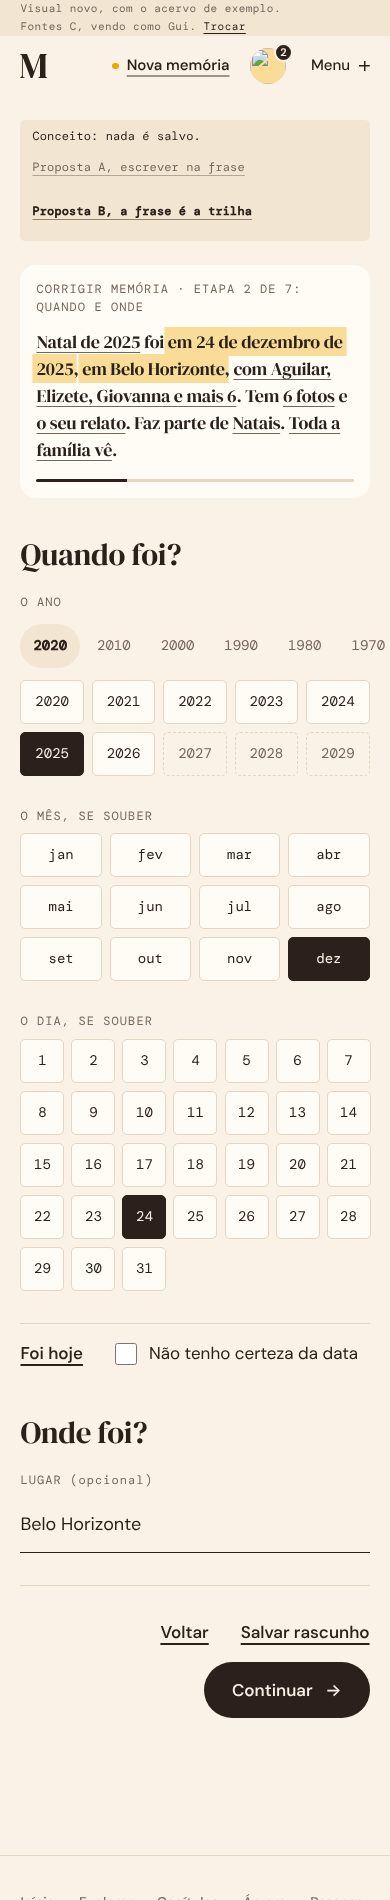 Visual novo, com o acervo de exemplo.
Fontes C, vendo como Gui. Trocar
M
Nova memória
2
Menu +
Conceito: nada é salvo.
Proposta A, escrever na frase
Proposta B, a frase é a trilha
CORRIGIR MEMÓRIA · ETAPA 2 DE 7:
QUANDO E ONDE
Natal de 2025 foi em 24 de dezembro de
2025, em Belo Horizonte, com Aguilar,
Elizete, Giovanna e mais 6. Tem 6 fotos e
o seu relato. Faz parte de Natais. Toda a
família vê.
Quando foi?
O ANO
2020 2010 2000 1990 1980 1970
2020 2021 2022 2023 2024
2025 2026 2027 2028 2029
O MÊS, SE SOUBER
jan fev mar abr
mai jun jul ago
set out nov dez
O DIA, SE SOUBER
1 2 3 4 5 6 7
8 9 10 11 12 13 14
15 16 17 18 19 20 21
22 23 24 25 26 27 28
29 30 31
Foi hoje Não tenho certeza da data
Onde foi?
LUGAR (opcional)
Belo Horizonte
Voltar Salvar rascunho
Continuar →